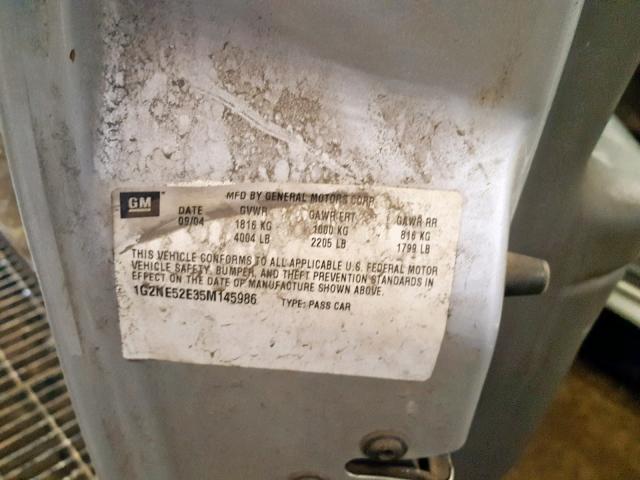 GM
MFD BY GENERAL MOTORS CORP
DATE GVWR GAWR FRT GAWR RR
09/04 1816 KG 1000 KG 816 KG
4004 LB 2205 LB 1799 LB
THIS VEHICLE CONFORMS TO ALL APPLICABLE U.S. FEDERAL MOTOR
VEHICLE SAFETY, BUMPER, AND THEFT PREVENTION STANDARDS IN
EFFECT ON THE DATE OF MANUFACTURE SHOWN ABOVE.
1G2NE52E35M145986 TYPE: PASS CAR